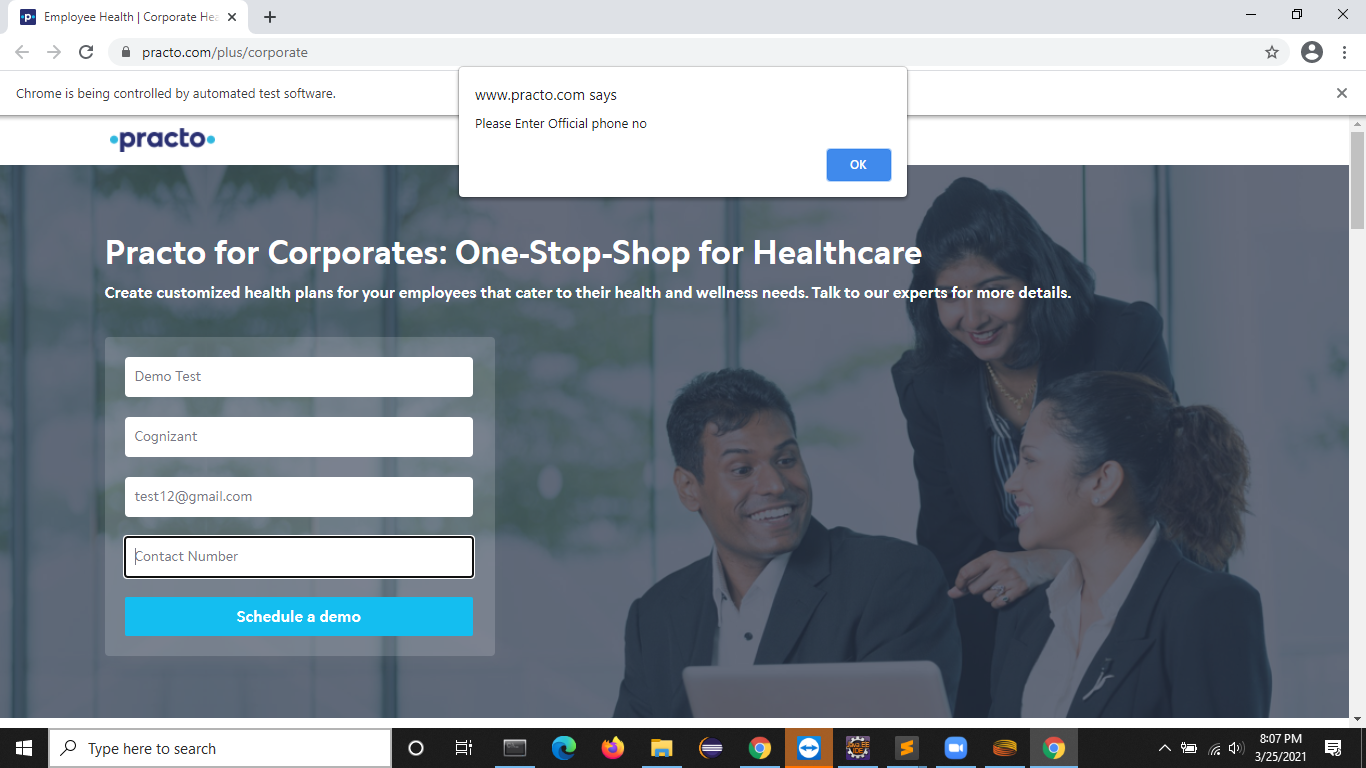 Employee Health | Corporate Hea
practo.com/plus/corporate
Chrome is being controlled by automated test software.
www.practo.com says
Please Enter Official phone no
OK
practo
Practo for Corporates: One-Stop-Shop for Healthcare
Create customized health plans for your employees that cater to their health and wellness needs. Talk to our experts for more details.
Demo Test
Cognizant
test12@gmail.com
Contact Number
Schedule a demo
Type here to search
8:07 PM
3/25/2021